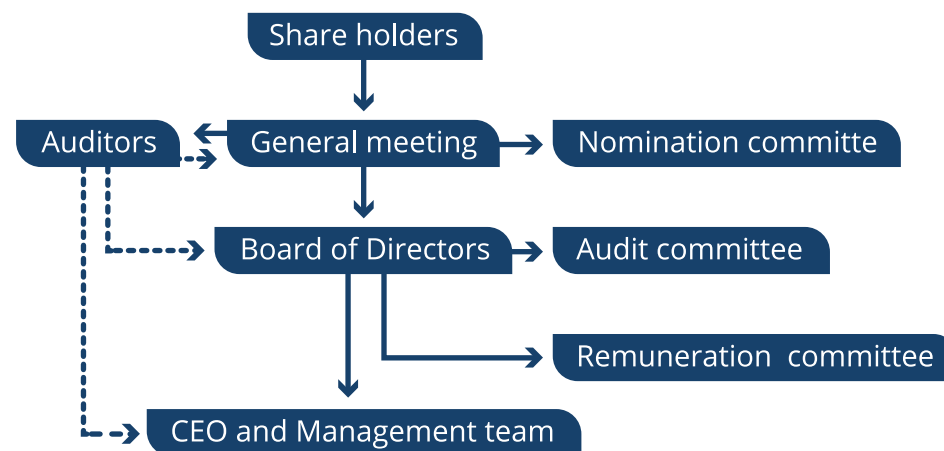 Share holders
Auditors
General meeting
Nomination committe
Board of Directors
Audit committee
Remuneration committee
CEO and Management team